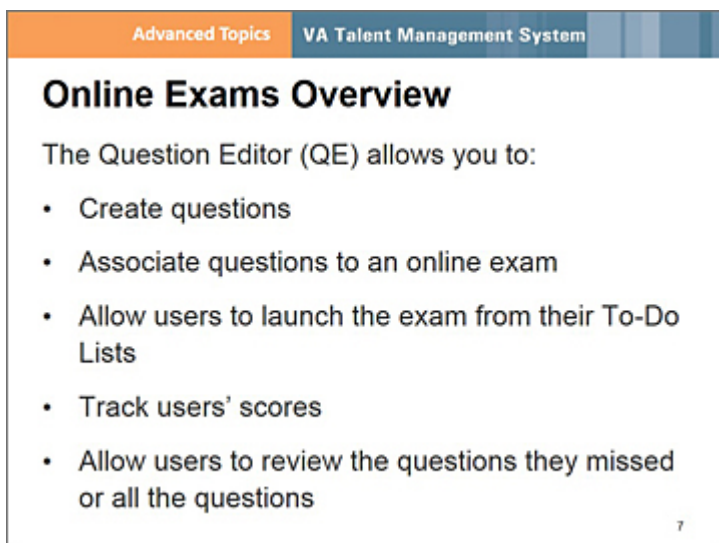 Advanced Topics VA Talent Management System
Online Exams Overview
The Question Editor (QE) allows you to:
• Create questions
• Associate questions to an online exam
• Allow users to launch the exam from their To-Do
Lists
• Track users' scores
• Allow users to review the questions they missed
or all the questions
7